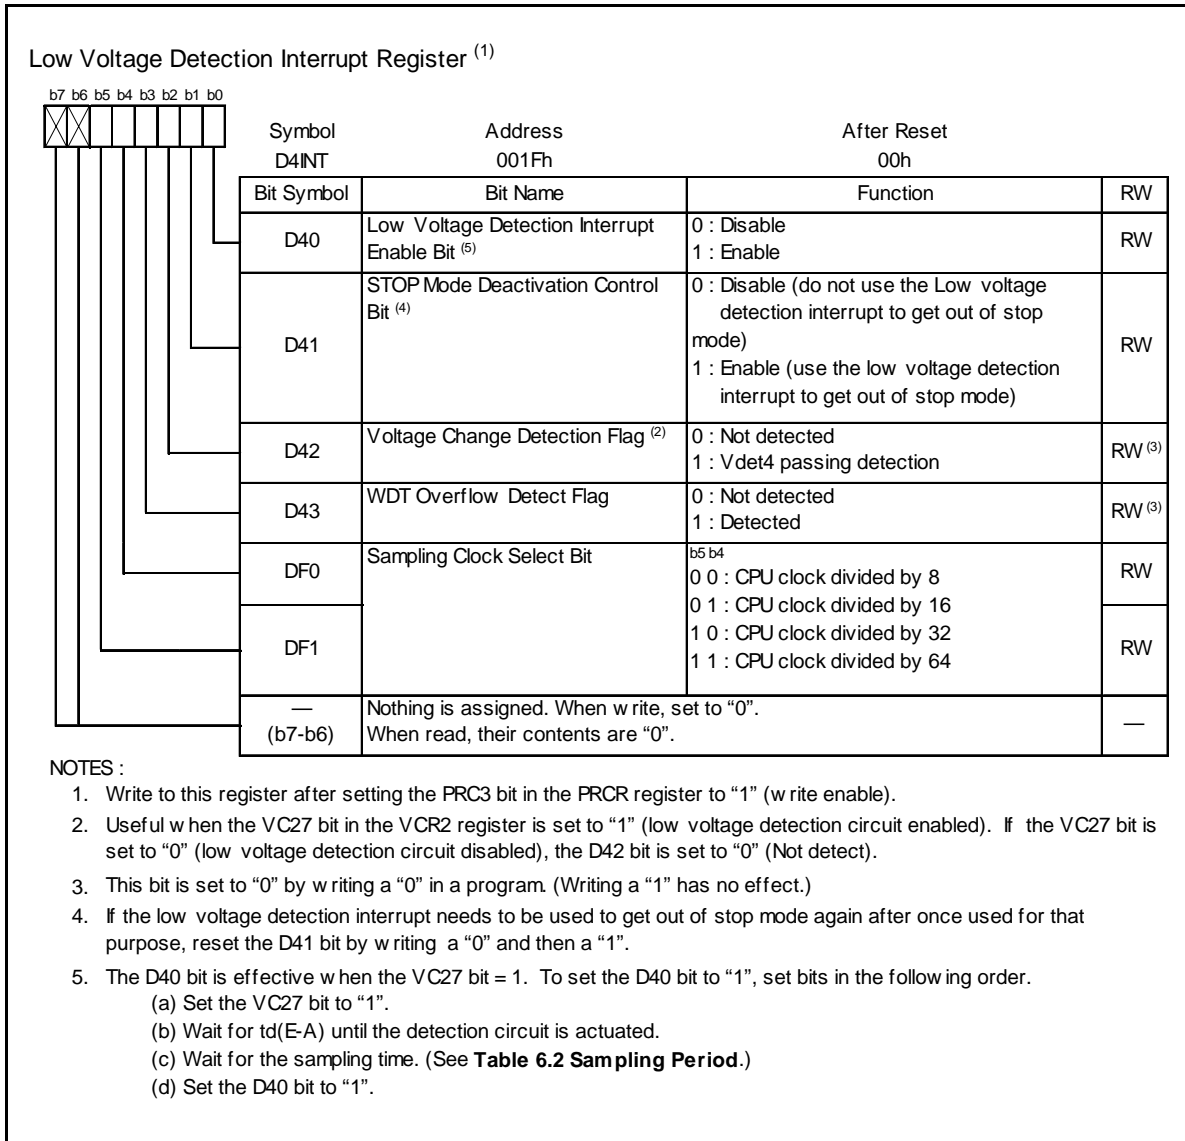 Low Voltage Detection Interrupt Register (1)
b7 b6 b5 b4 b3 b2 b1 b0
Symbol Address After Reset
D4INT 001Fh 00h
Bit Symbol Bit Name Function RW
D40 Low Voltage Detection Interrupt Enable Bit (5) 0 : Disable
1 : Enable RW
D41 STOP Mode Deactivation Control Bit (4) 0 : Disable (do not use the Low voltage
detection interrupt to get out of stop
mode)
1 : Enable (use the low voltage detection
interrupt to get out of stop mode) RW
D42 Voltage Change Detection Flag (2) 0 : Not detected
1 : Vdet4 passing detection RW (3)
D43 WDT Overflow Detect Flag 0 : Not detected
1 : Detected RW (3)
DF0 Sampling Clock Select Bit b5 b4
0 0 : CPU clock divided by 8 RW
0 1 : CPU clock divided by 16
DF1 1 0 : CPU clock divided by 32 RW
1 1 : CPU clock divided by 64
— (b7-b6) Nothing is assigned. When write, set to “0”.
When read, their contents are “0”. —
NOTES :
1. Write to this register after setting the PRC3 bit in the PRCR register to “1” (write enable).
2. Useful when the VC27 bit in the VCR2 register is set to “1” (low voltage detection circuit enabled). If the VC27 bit is
set to “0” (low voltage detection circuit disabled), the D42 bit is set to “0” (Not detect).
3. This bit is set to “0” by writing a “0” in a program. (Writing a “1” has no effect.)
4. If the low voltage detection interrupt needs to be used to get out of stop mode again after once used for that
purpose, reset the D41 bit by writing a “0” and then a “1”.
5. The D40 bit is effective when the VC27 bit = 1. To set the D40 bit to “1”, set bits in the following order.
(a) Set the VC27 bit to “1”.
(b) Wait for td(E-A) until the detection circuit is actuated.
(c) Wait for the sampling time. (See Table 6.2 Sampling Period.)
(d) Set the D40 bit to “1”.